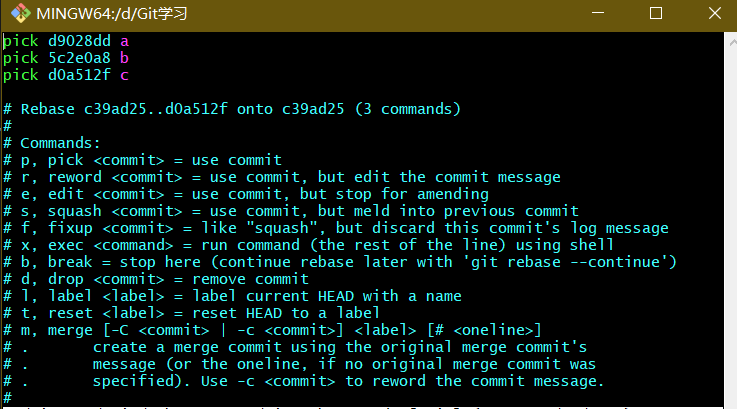 MINGW64:/d/Git学习
pick d9028dd a
pick 5c2e0a8 b
pick d0a512f c
# Rebase c39ad25..d0a512f onto c39ad25 (3 commands)
#
# Commands:
# p, pick <commit> = use commit
# r, reword <commit> = use commit, but edit the commit message
# e, edit <commit> = use commit, but stop for amending
# s, squash <commit> = use commit, but meld into previous commit
# f, fixup <commit> = like "squash", but discard this commit's log message
# x, exec <command> = run command (the rest of the line) using shell
# b, break = stop here (continue rebase later with 'git rebase --continue')
# d, drop <commit> = remove commit
# l, label <label> = label current HEAD with a name
# t, reset <label> = reset HEAD to a label
# m, merge [-C <commit> | -c <commit>] <label> [# <oneline>]
# .       create a merge commit using the original merge commit's
# .       message (or the oneline, if no original merge commit was
# .       specified). Use -c <commit> to reword the commit message.
#